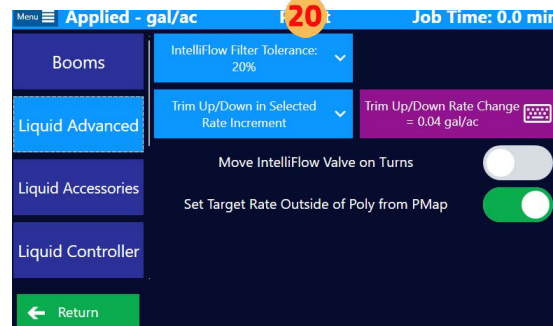 Menu Applied - gal/ac 20 Job Time: 0.0 min
Booms
IntelliFlow Filter Tolerance:
20%
Liquid Advanced
Trim Up/Down in Selected
Rate Increment
Trim Up/Down Rate Change
= 0.04 gal/ac
Move IntelliFlow Valve on Turns
Liquid Accessories
Set Target Rate Outside of Poly from PMap
Liquid Controller
Return